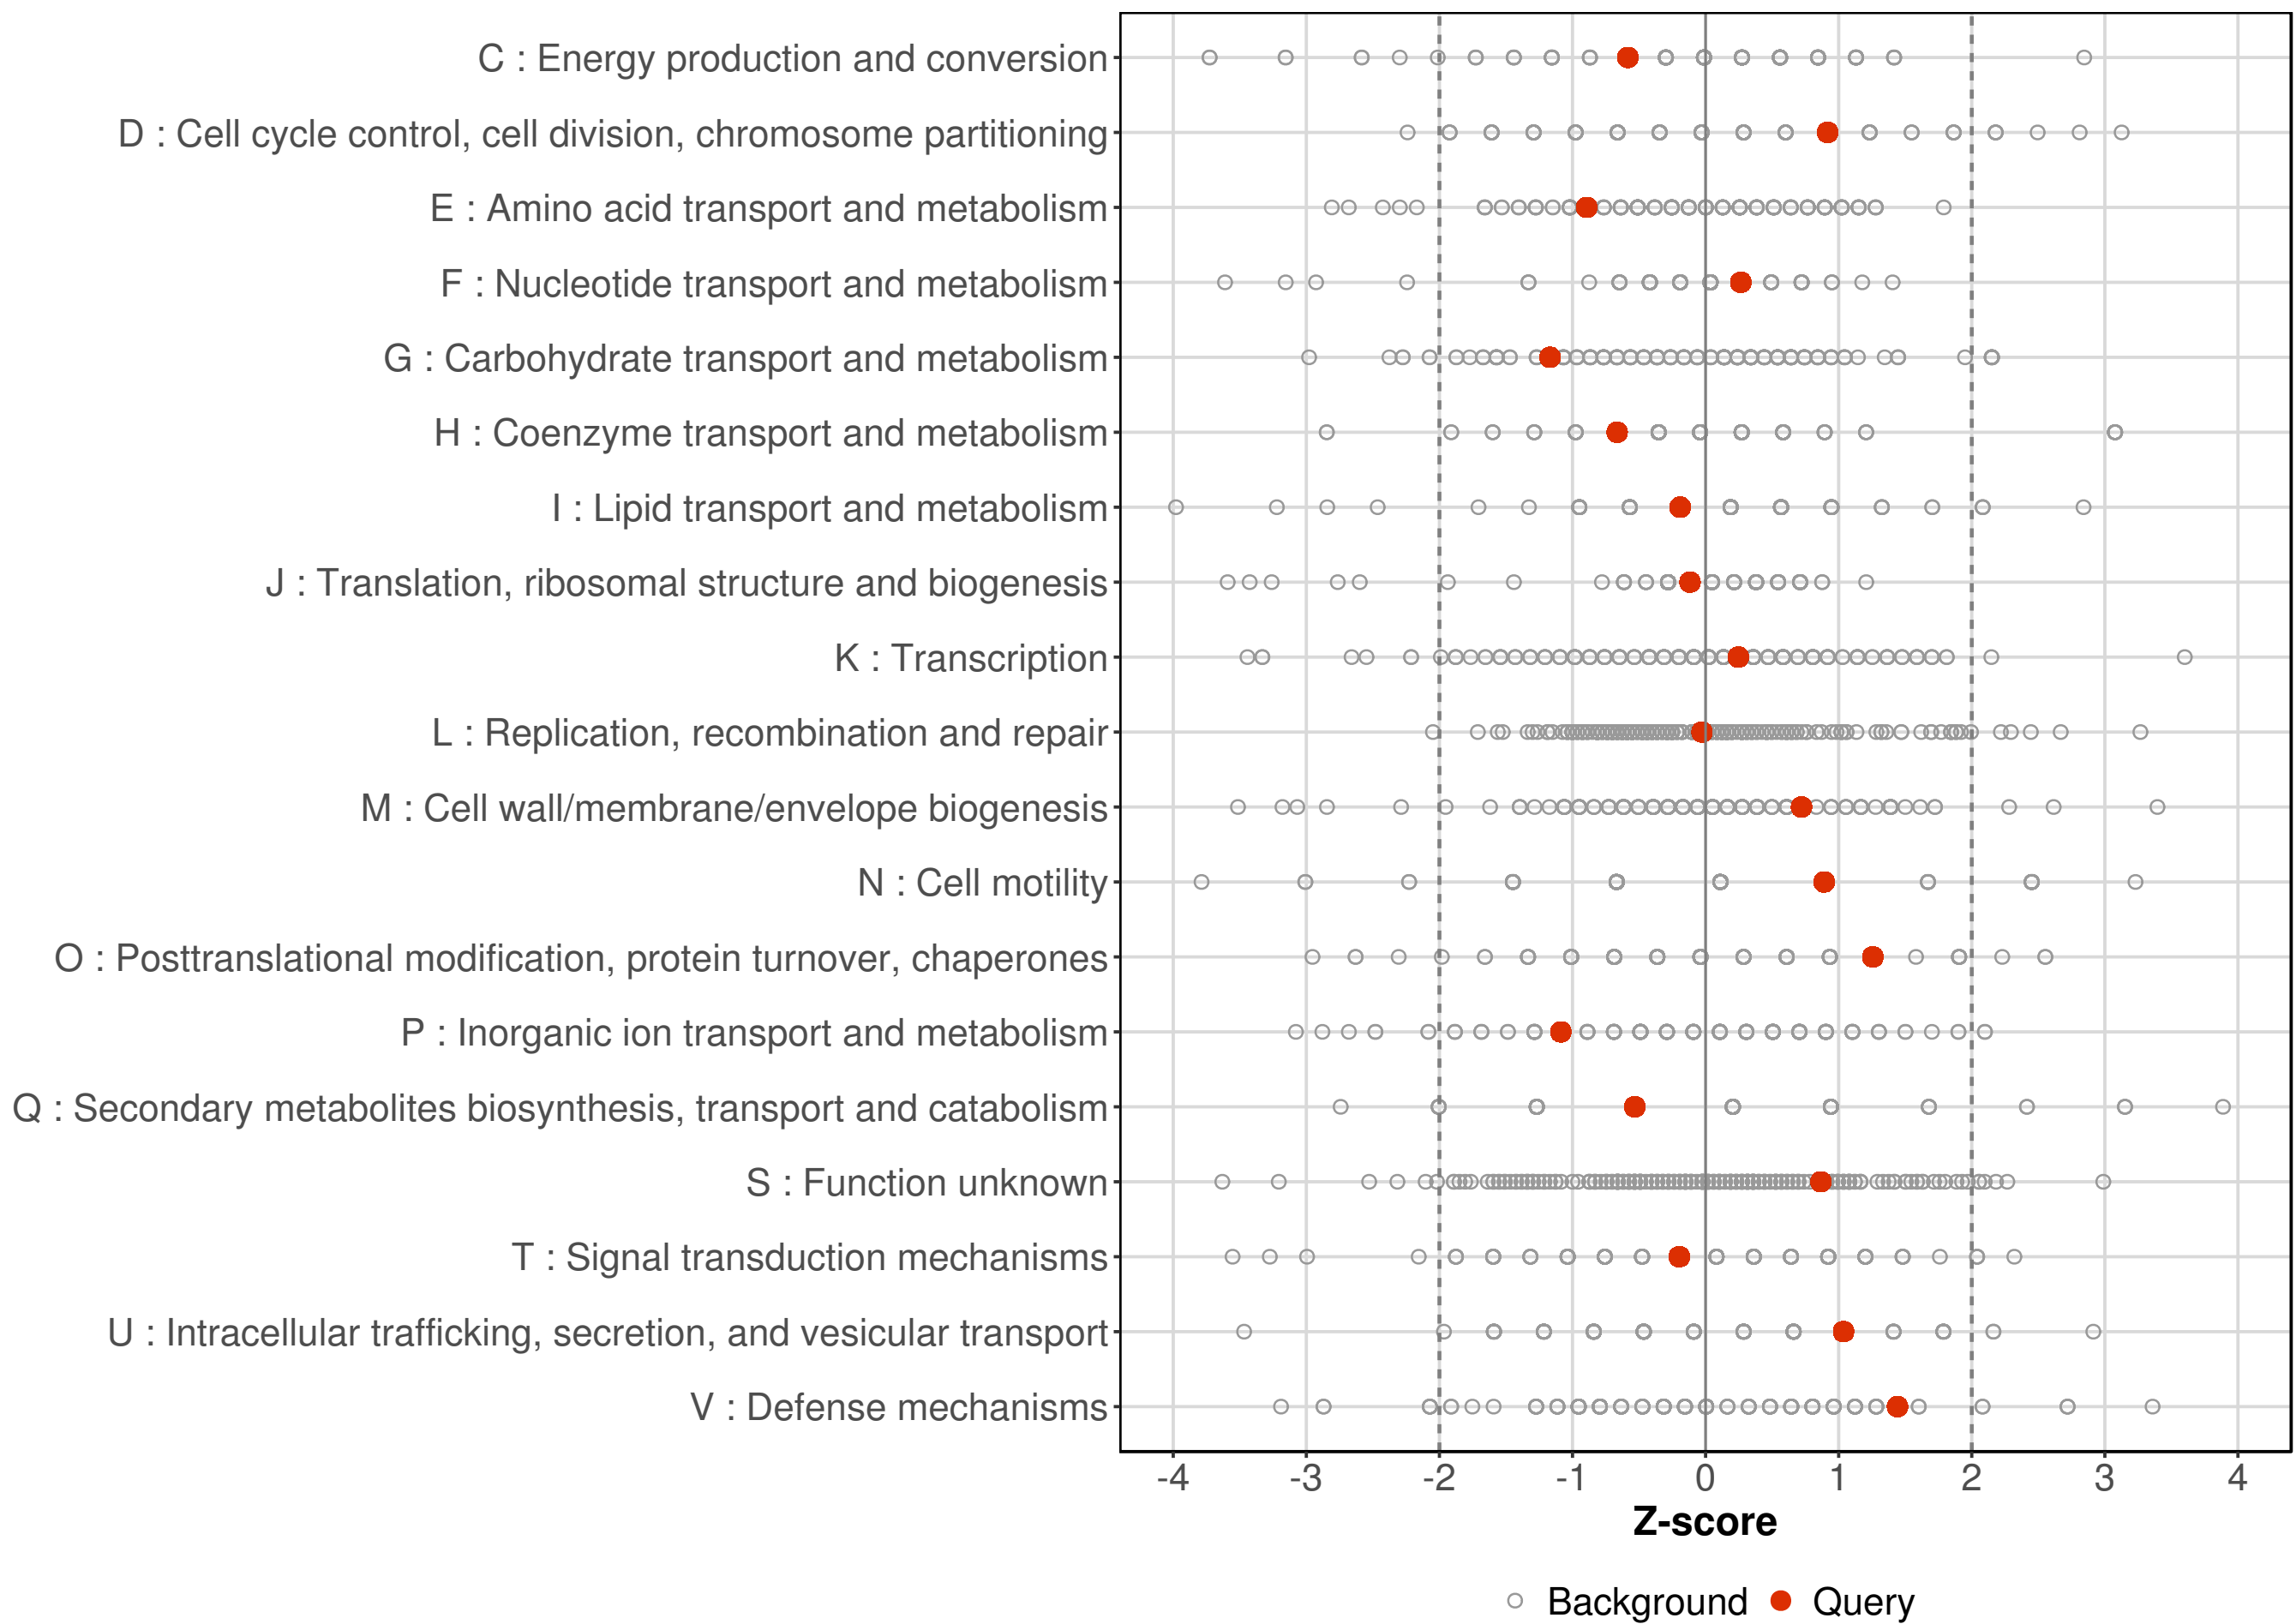 C : Energy production and conversion
D : Cell cycle control, cell division, chromosome partitioning
E : Amino acid transport and metabolism
F : Nucleotide transport and metabolism
G : Carbohydrate transport and metabolism
H : Coenzyme transport and metabolism
I : Lipid transport and metabolism
J : Translation, ribosomal structure and biogenesis
K : Transcription
L : Replication, recombination and repair
M : Cell wall/membrane/envelope biogenesis
N : Cell motility
O : Posttranslational modification, protein turnover, chaperones
P : Inorganic ion transport and metabolism
Q : Secondary metabolites biosynthesis, transport and catabolism
S : Function unknown
T : Signal transduction mechanisms
U : Intracellular trafficking, secretion, and vesicular transport
V : Defense mechanisms
-4 -3 -2 -1 0 1 2 3 4
Z-score
Background Query